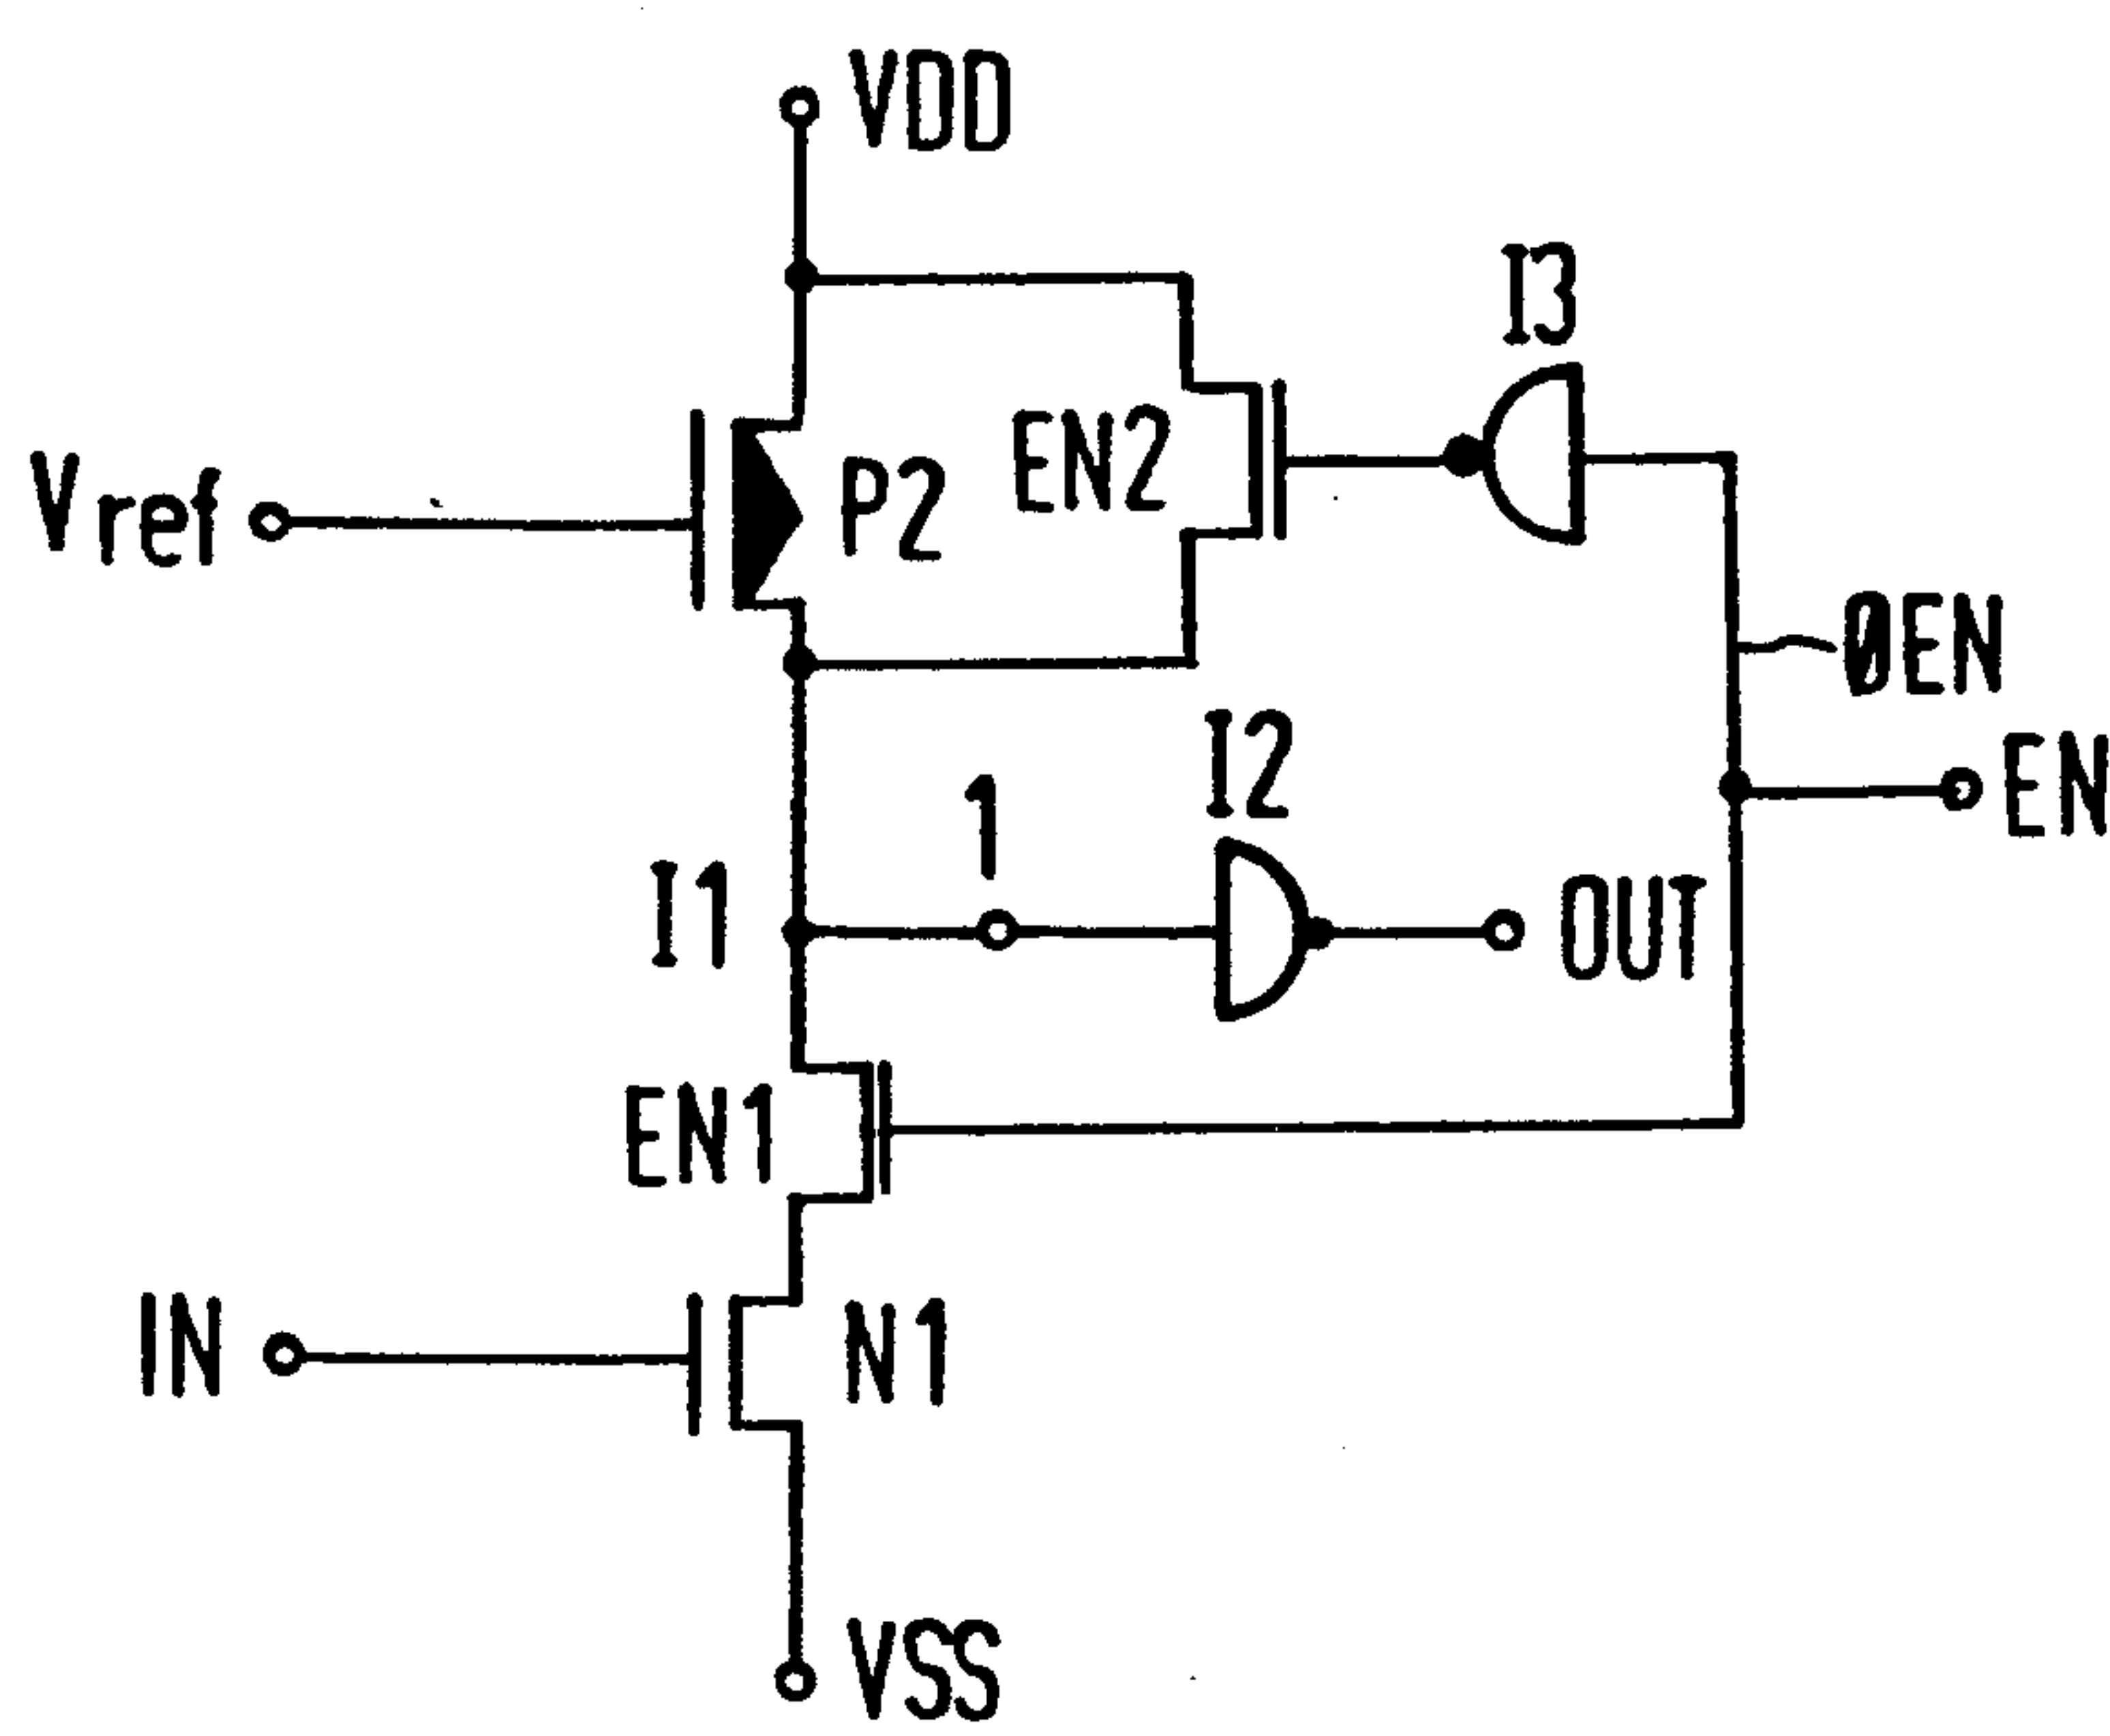 VDD
I3
Vref
P2
EN2
ØEN
I2
EN
1
I1
OUT
EN1
IN
N1
VSS